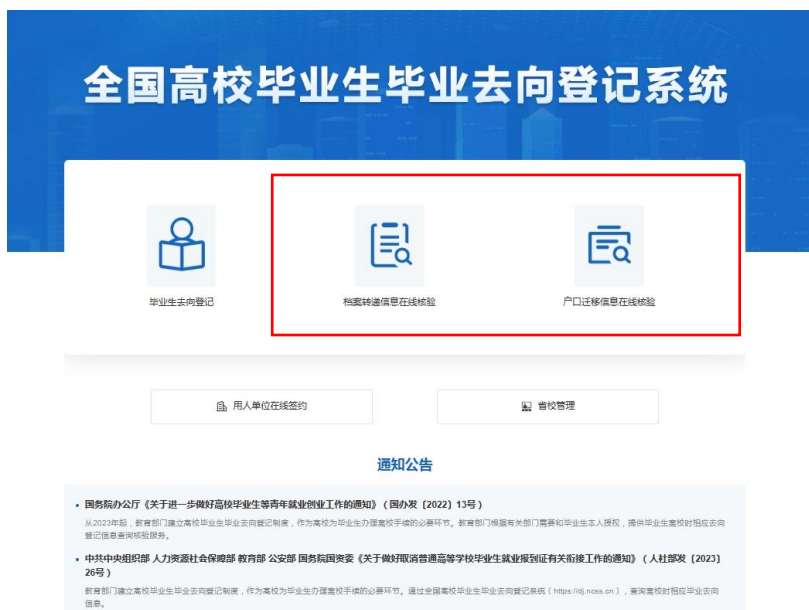 全国高校毕业生毕业去向登记系统
毕业生去向登记
档案转递信息在线核验
户口迁移信息在线核验
用人单位在线签约
省校管理
通知公告
• 国务院办公厅《关于进一步做好高校毕业生等青年就业创业工作的通知》（国办发〔2022〕13号）
从2023年起，教育部门建立高校毕业生毕业去向登记制度，作为高校为毕业生办理离校手续的必要环节。教育部门根据有关部门需要和毕业生本人授权，提供毕业生离校时相应去向
登记信息查询核验服务。
• 中共中央组织部 人力资源社会保障部 教育部 公安部 国务院国资委《关于做好取消普通高等学校毕业生就业报到证有关衔接工作的通知》（人社部发〔2023〕
26号）
教育部门建立高校毕业生毕业去向登记制度，作为高校为毕业生办理离校手续的必要环节。通过全国高校毕业生毕业去向登记系统（https://dj.ncss.cn），查询离校时相应毕业去向
信息。